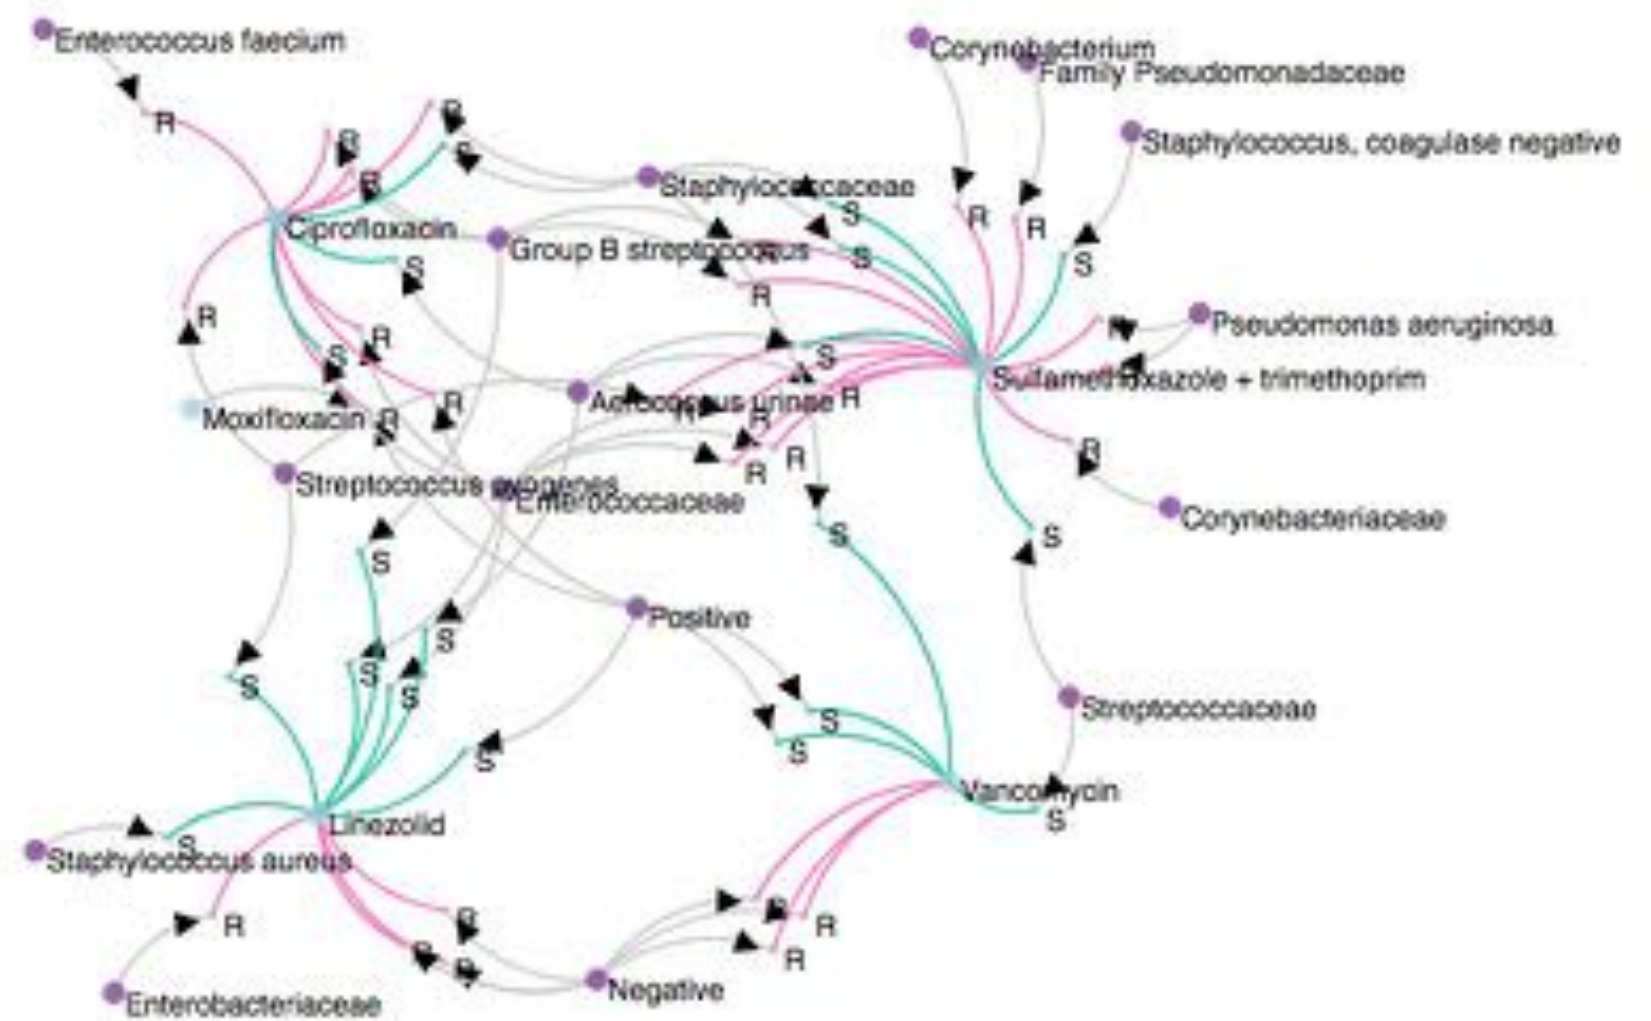 Enterococcus faecium
Corynebacterium
Family Pseudomonadaceae
R
R
R
S
Staphylococcus, coagulase negative
R
Staphylococcaceae
S
R
R
Ciprofloxacin
Group B streptococcus
R
S
S
S
R
R
R
Pseudomonas aeruginosa
S
R
S
R
Sulfamethoxazole + trimethoprim
Moxifloxacin
R
R
Aerococcus urinae
R
R
R
R
R
R
Streptococcus pyogenes
Enterococcaceae
Corynebacteriaceae
S
S
S
Positive
S
S
S
S
Streptococcaceae
S
S
S
Vancomycin
Linezolid
S
S
Staphylococcus aureus
R
R
R
R
R
R
R
Negative
Enterobacteriaceae